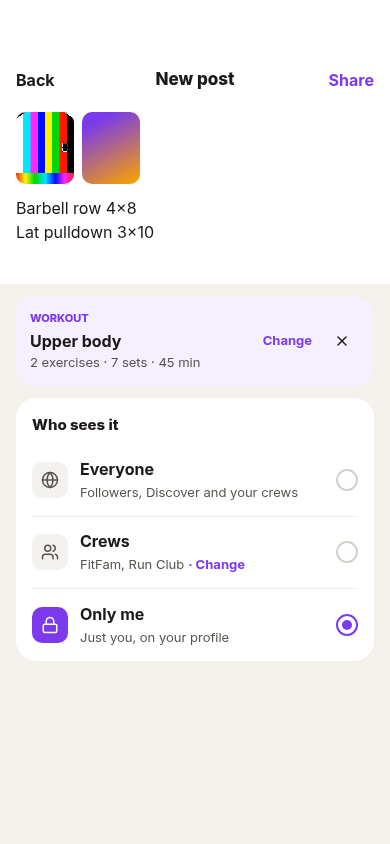 Back
New post
Share
Barbell row 4×8
Lat pulldown 3×10
WORKOUT
Upper body
Change
2 exercises · 7 sets · 45 min
Who sees it
Everyone
Followers, Discover and your crews
Crews
FitFam, Run Club · Change
Only me
Just you, on your profile